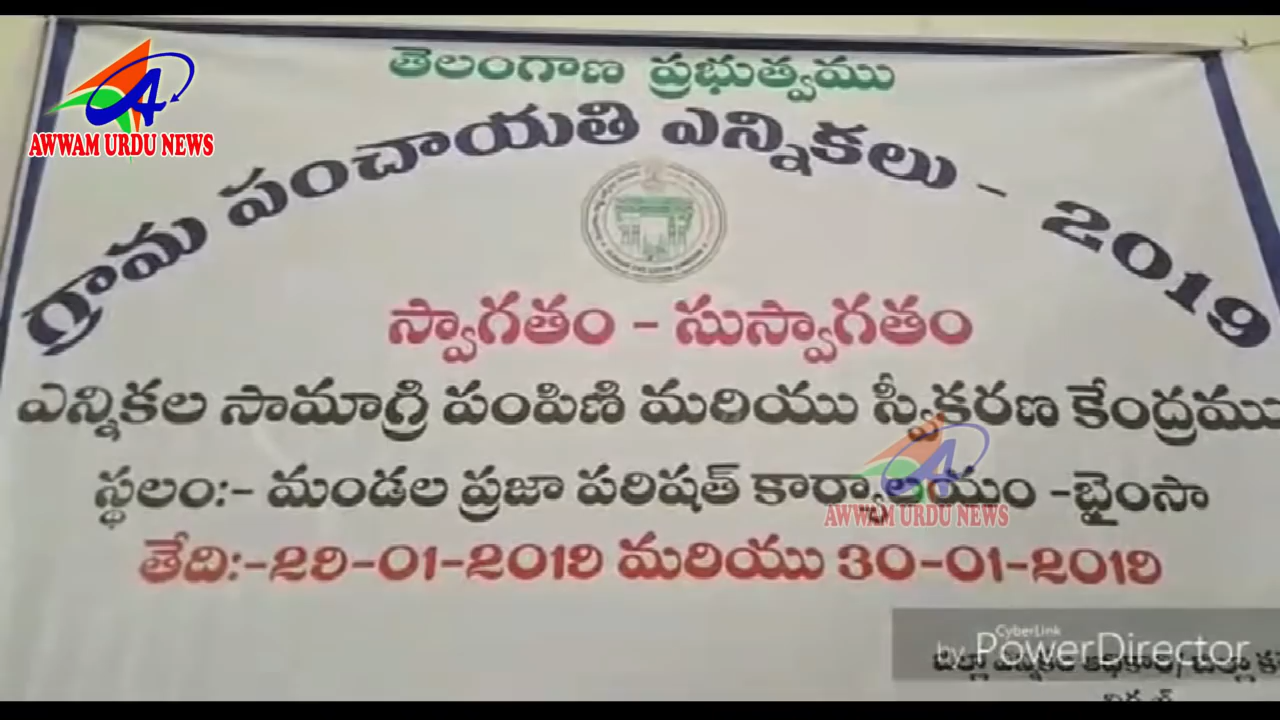 తెలంగాణ ప్రభుత్వము
గ్రామ పంచాయతి ఎన్నికలు - 2019
స్వాగతం - సుస్వాగతం
ఎన్నికల సామాగ్రి పంపిణి మరియు స్వీకరణ కేంద్రము
స్థలం:- మండల ప్రజా పరిషత్ కార్యాలయం -భైంసా
తేది:-29-01-2019 మరియు 30-01-2019
AWWAM URDU NEWS
AWWAM URDU NEWS
CyberLink
by PowerDirector